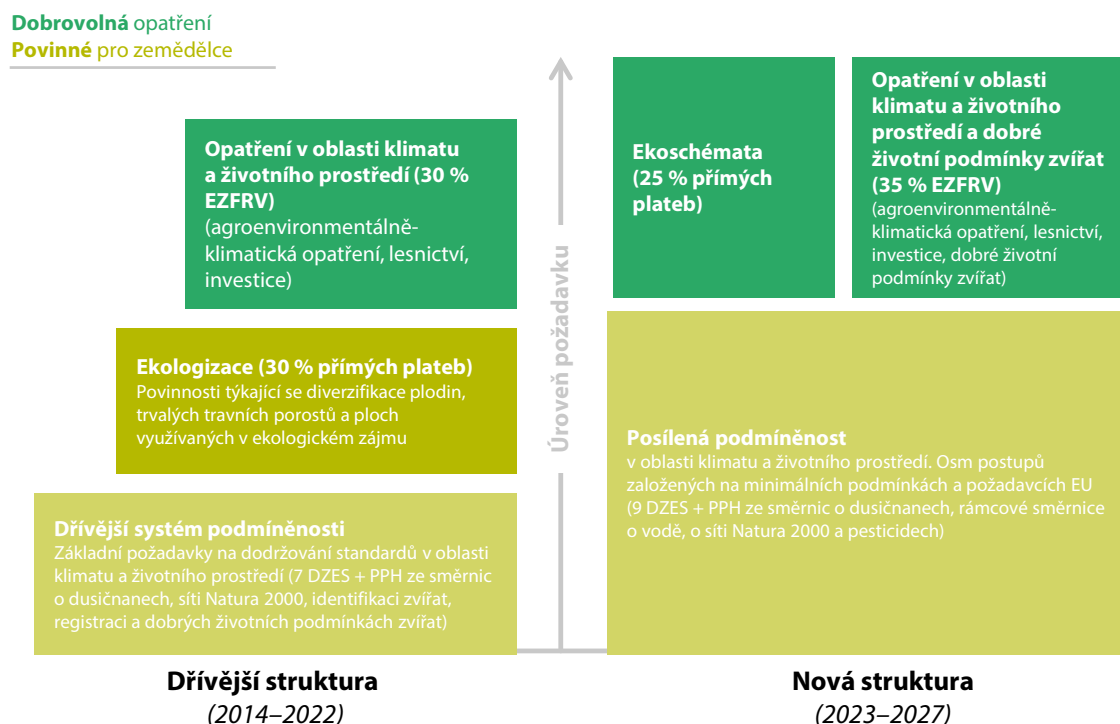 Dobrovolná opatření
Povinné pro zemědělce
Opatření v oblasti klimatu
a životního prostředí (30 %
EZFRV)
(agroenvironmentálně-
klimatická opatření, lesnictví,
investice)
Ekologizace (30 % přímých plateb)
Povinnosti týkající se diverzifikace plodin,
trvalých travních porostů a ploch
využívaných v ekologickém zájmu
Dřívější systém podmíněnosti
Základní požadavky na dodržování standardů v oblasti
klimatu a životního prostředí (7 DZES + PPH ze směrnic
o dusičnanech, síti Natura 2000, identifikaci zvířat,
registraci a dobrých životních podmínkách zvířat)
Dřívější struktura
(2014–2022)
Úroveň požadavku
Ekoschémata
(25 % přímých
plateb)
Opatření v oblasti
klimatu a životního
prostředí a dobré
životní podmínky zvířat
(35 % EZFRV)
(agroenvironmentálně-
klimatická opatření, lesnictví,
investice, dobré životní
podmínky zvířat)
Posílená podmíněnost
v oblasti klimatu a životního prostředí. Osm postupů
založených na minimálních podmínkách a požadavcích EU
(9 DZES + PPH ze směrnic o dusičnanech, rámcové směrnice
o vodě, o síti Natura 2000 a pesticidech)
Nová struktura
(2023–2027)